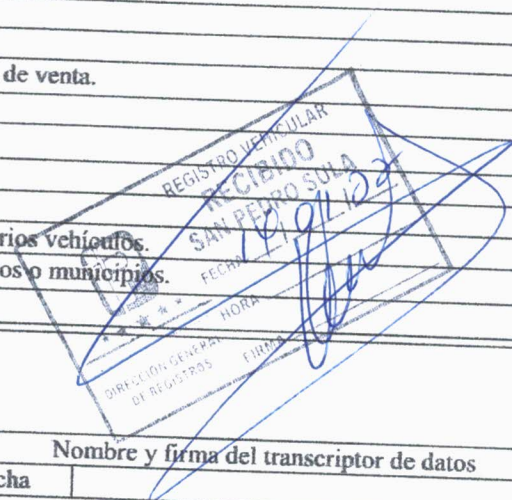 de venta.
REGISTRO VEHICULAR
RECIBIDO
SAN PEDRO SULA
rios vehículos.
os o municipios.
FECHA
HORA
DIRECCIÓN GENERAL
DE REGISTROS
FIRMA
Nombre y firma del transcriptor de datos
cha